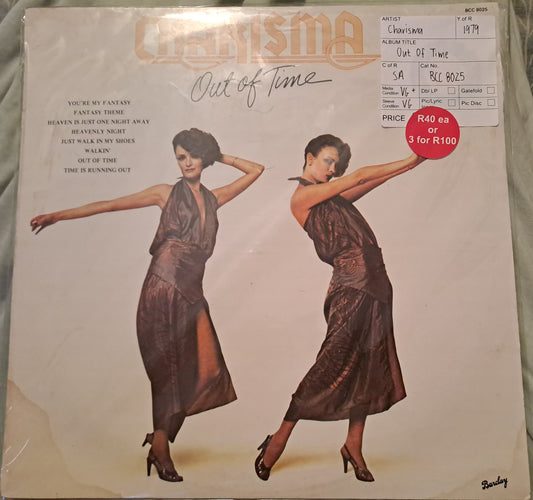 BCC 8025
CHARISMA
Out of Time
ARTIST
Charisma
Y of R
1979
ALBUM TITLE
Out Of Time
C of R
SA
Cat No.
BCC 8025
Media Condition VG +
Dbl LP
Gatefold
Sleeve Condition VG
Pic/Lyric
Pic Disc
PRICE
R40 ea
or
3 for R100
YOU'RE MY FANTASY
FANTASY THEME
HEAVEN IS JUST ONE NIGHT AWAY
HEAVENLY NIGHT
JUST WALK IN MY SHOES
WALKIN'
OUT OF TIME
TIME IS RUNNING OUT
Barclay